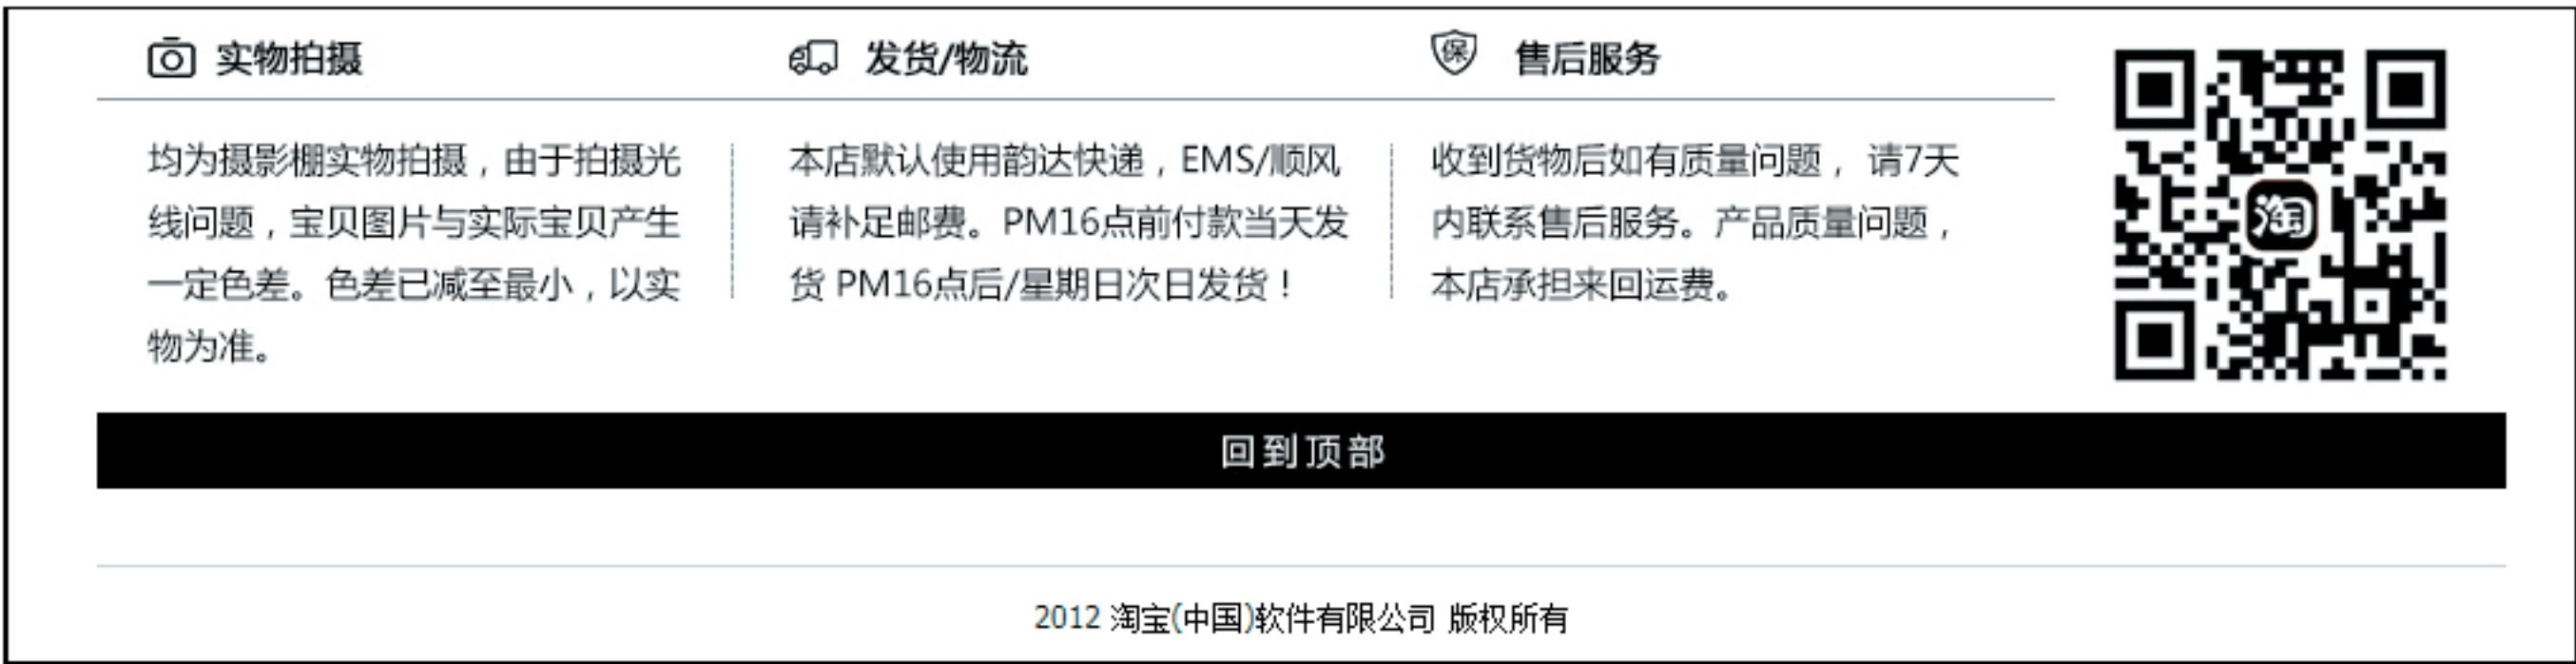 实物拍摄
均为摄影棚实物拍摄，由于拍摄光
线问题，宝贝图片与实际宝贝产生
一定色差。色差已减至最小，以实
物为准。
发货/物流
本店默认使用韵达快递，EMS/顺风
请补足邮费。PM16点前付款当天发
货 PM16点后/星期日次日发货！
保
售后服务
收到货物后如有质量问题， 请7天
内联系售后服务。产品质量问题，
本店承担来回运费。
淘
回到顶部
2012 淘宝(中国)软件有限公司 版权所有